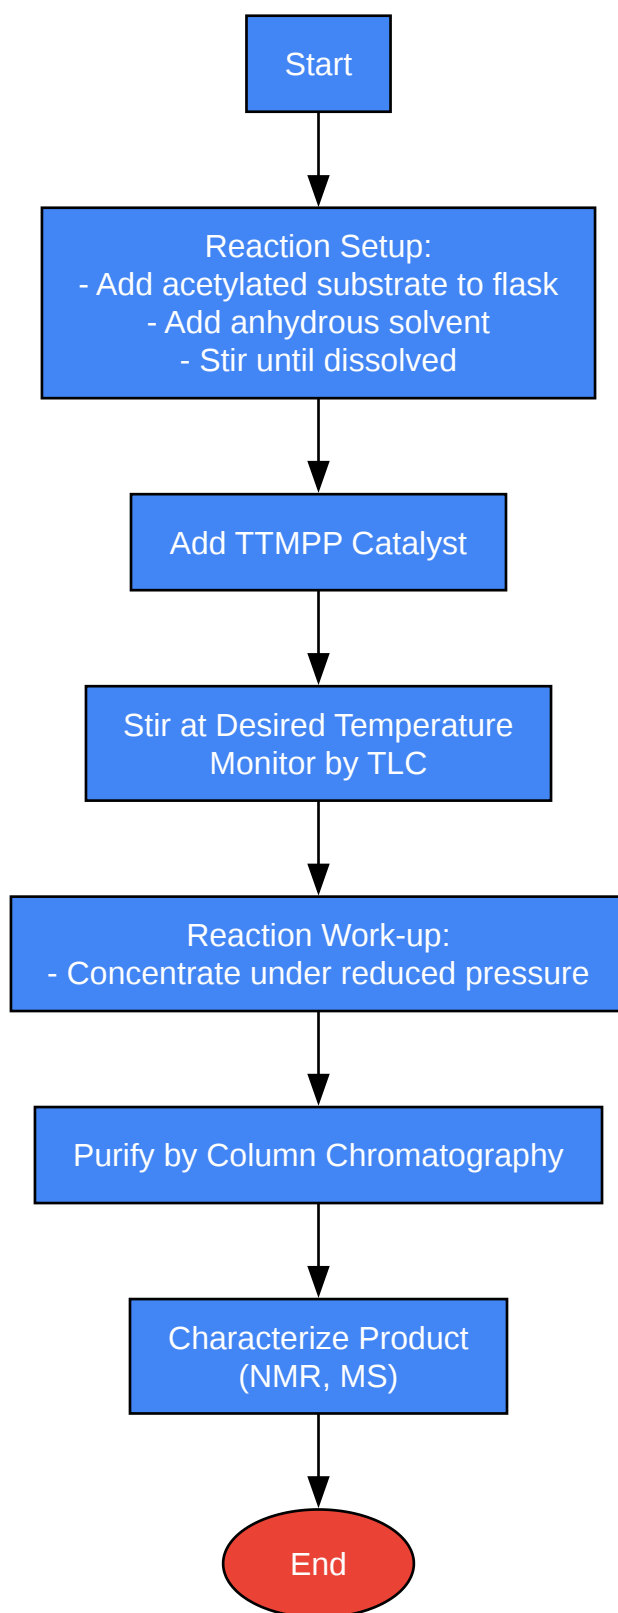 Start
Reaction Setup:
- Add acetylated substrate to flask
- Add anhydrous solvent
- Stir until dissolved
Add TTMPP Catalyst
Stir at Desired Temperature
Monitor by TLC
Reaction Work-up:
- Concentrate under reduced pressure
Purify by Column Chromatography
Characterize Product
(NMR, MS)
End